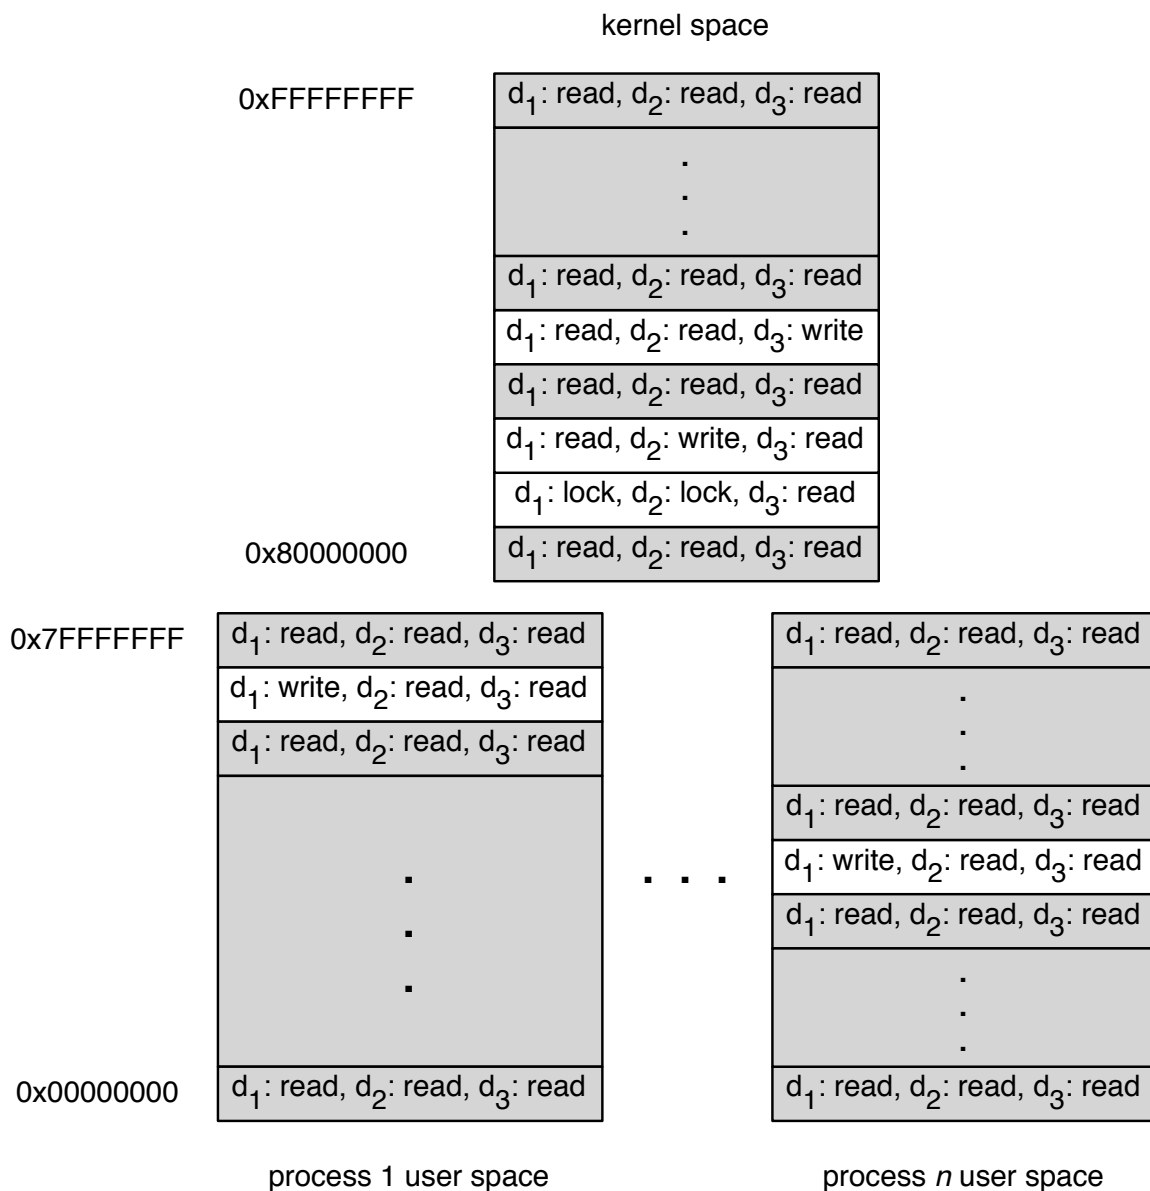 kernel space
0xFFFFFFFF
d1: read, d2: read, d3: read
.
.
.
d1: read, d2: read, d3: read
d1: read, d2: read, d3: write
d1: read, d2: read, d3: read
d1: read, d2: write, d3: read
d1: lock, d2: lock, d3: read
0x80000000
d1: read, d2: read, d3: read
0x7FFFFFFF
d1: read, d2: read, d3: read
d1: write, d2: read, d3: read
d1: read, d2: read, d3: read
.
.
.
0x00000000
d1: read, d2: read, d3: read
process 1 user space
. . .
d1: read, d2: read, d3: read
.
.
.
d1: read, d2: read, d3: read
d1: write, d2: read, d3: read
d1: read, d2: read, d3: read
.
.
.
d1: read, d2: read, d3: read
process n user space